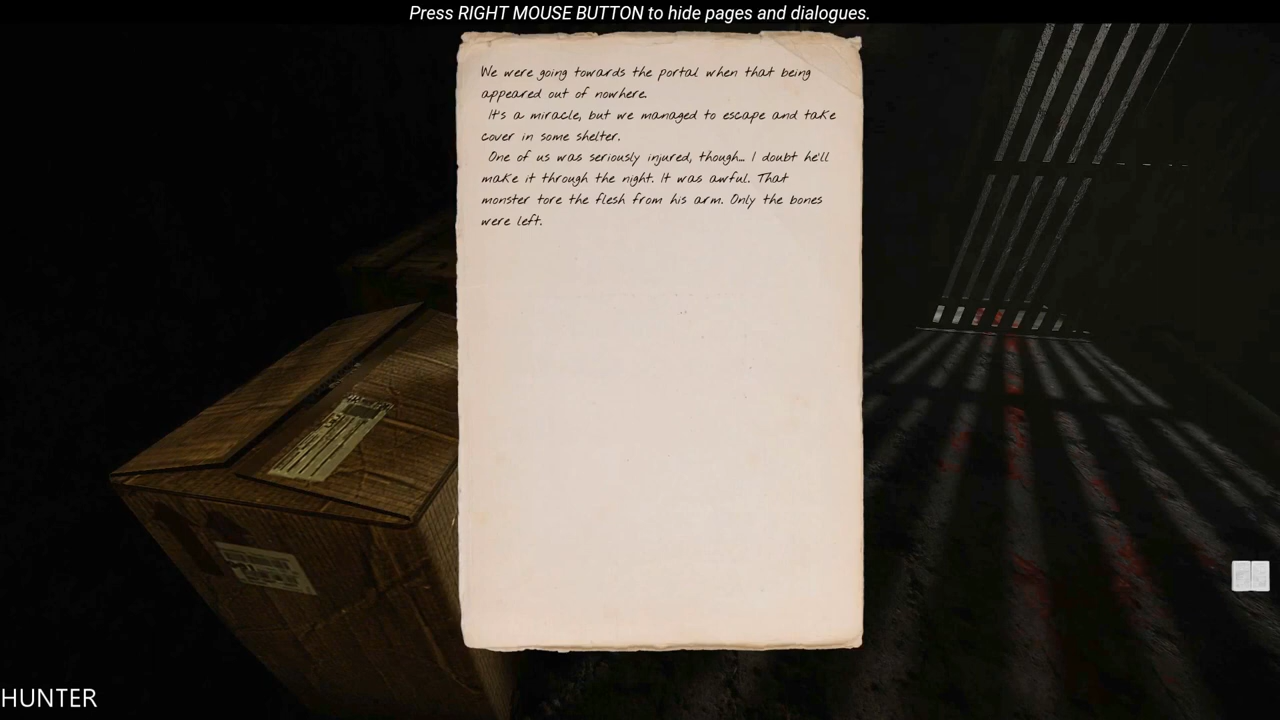 Press RIGHT MOUSE BUTTON to hide pages and dialogues.
We were going towards the portal when that being
appeared out of nowhere.
It's a miracle, but we managed to escape and take
cover in some shelter.
One of us was seriously injured, though... I doubt he'll
make it through the night. It was awful. That
monster tore the flesh from his arm. Only the bones
were left.
HUNTER